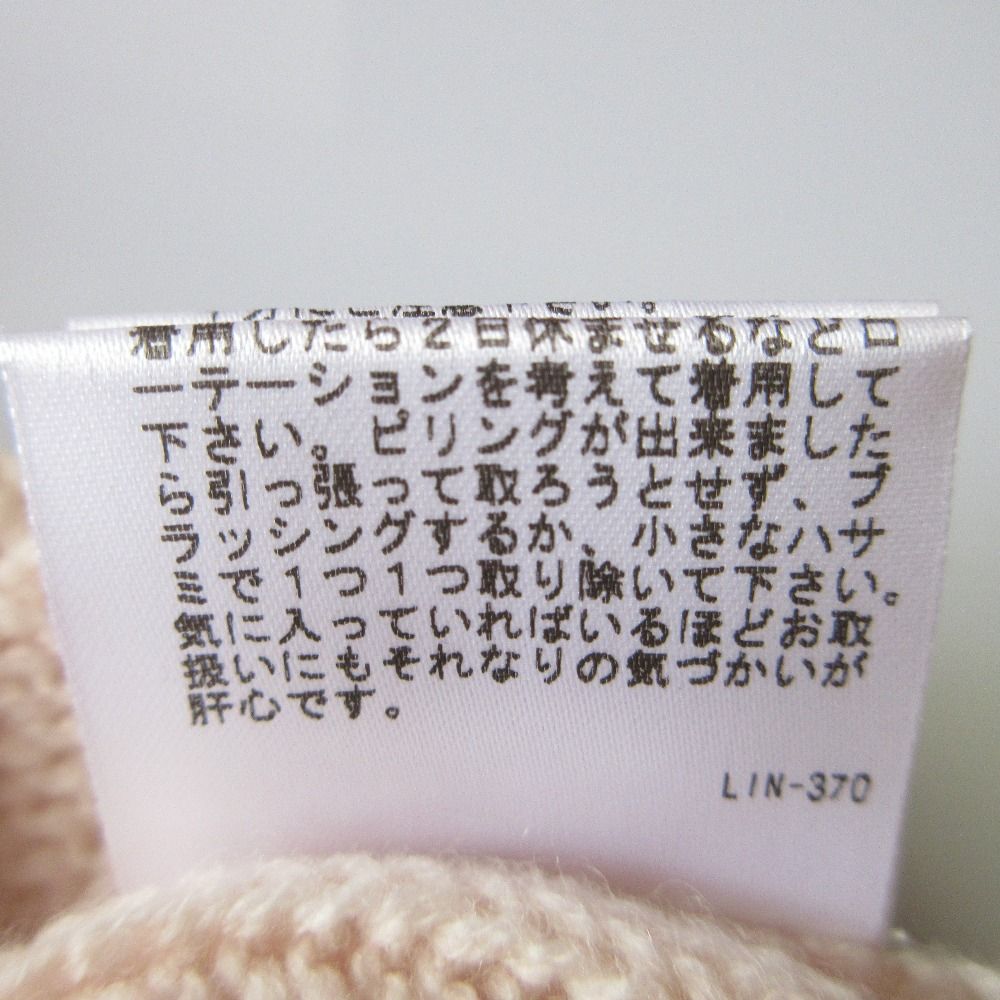 着用したら2日休ませるなどロ
ーテーションを考えて着用して
下さい。ピリングが出来ましした
ら引っ張って取ろうとせず、ブ
ラッシングするか、小さなハサ
ミで1つ1つ取り除いて下さい。
気に入っていればいるほどお取
扱いにもそれなりの気づかいが
肝心です。
LIN-370